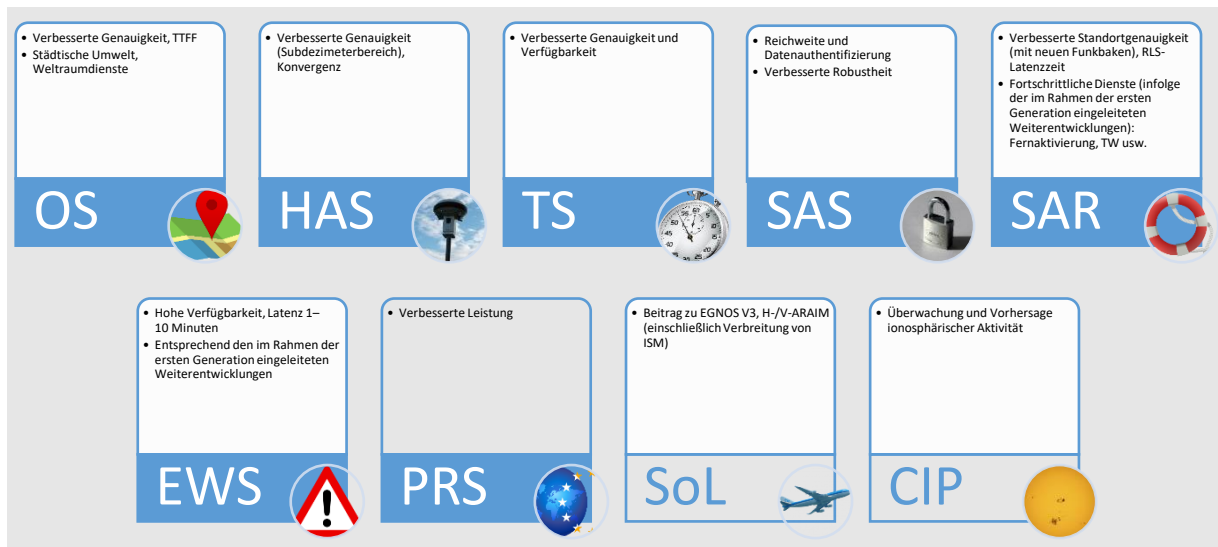 • Verbesserte Genauigkeit, TTFF
• Städtische Umwelt,
Weltraumdienste
OS
• Verbesserte Genauigkeit
(Subdezimeterbereich),
Konvergenz
HAS
• Verbesserte Genauigkeit und
Verfügbarkeit
TS
• Reichweite und
Datenauthentifizierung
• Verbesserte Robustheit
SAS
• Verbesserte Standortgenauigkeit
(mit neuen Funkbaken), RLS-
Latenzzeit
• Fortschrittliche Dienste (infolge
der im Rahmen der ersten
Generation eingeleiteten
Weiterentwicklungen):
Fernaktivierung, TW usw.
SAR
• Hohe Verfügbarkeit, Latenz 1–
10 Minuten
• Entsprechend den im Rahmen der
ersten Generation eingeleiteten
Weiterentwicklungen
EWS
• Verbesserte Leistung
PRS
• Beitrag zu EGNOS V3, H-/V-ARAIM
(einschließlich Verbreitung von
ISM)
SoL
• Überwachung und Vorhersage
ionosphärischer Aktivität
CIP